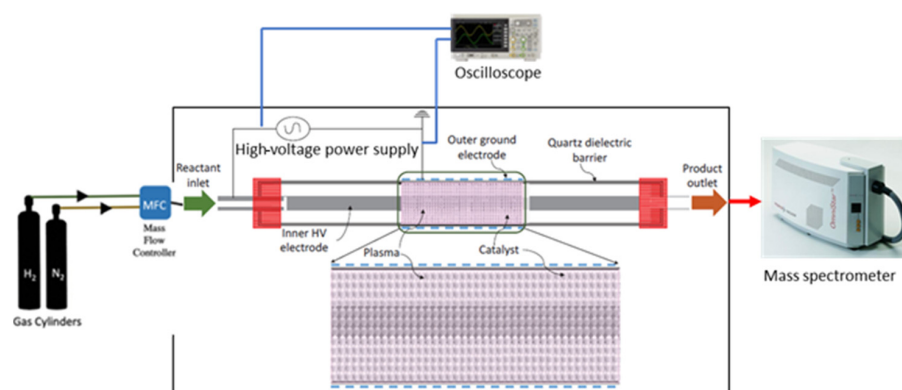 Oscilloscope
High-voltage power supply
Outer ground
electrode
Quartz dielectric
barrier
Reactant
inlet
Product
outlet
MFC
Mass
Flow
Controller
Inner HV
electrode
Plasma
Catalyst
H2
N2
Gas Cylinders
OmniStar
Mass spectrometer